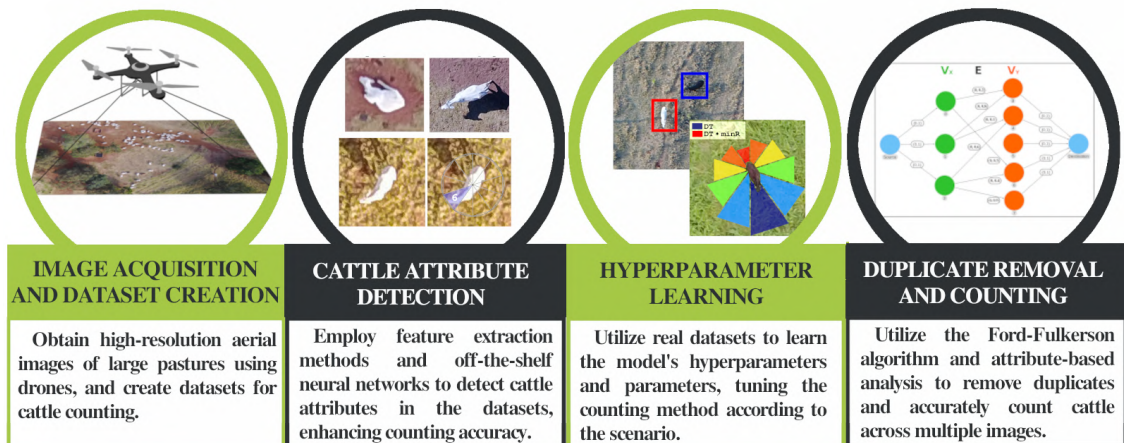 IMAGE ACQUISITION
AND DATASET CREATION
Obtain high-resolution aerial
images of large pastures using
drones, and create datasets for
cattle counting.
6
CATTLE ATTRIBUTE
DETECTION
Employ feature extraction
methods and off-the-shelf
neural networks to detect cattle
attributes in the datasets,
enhancing counting accuracy.
DT
DT • minR
HYPERPARAMETER
LEARNING
Utilize real datasets to learn
the model's hyperparameters
and parameters, tuning the
counting method according to
the scenario.
E
DUPLICATE REMOVAL
AND COUNTING
Utilize the Ford-Fulkerson
algorithm and attribute-based
analysis to remove duplicates
and accurately count cattle
across multiple images.